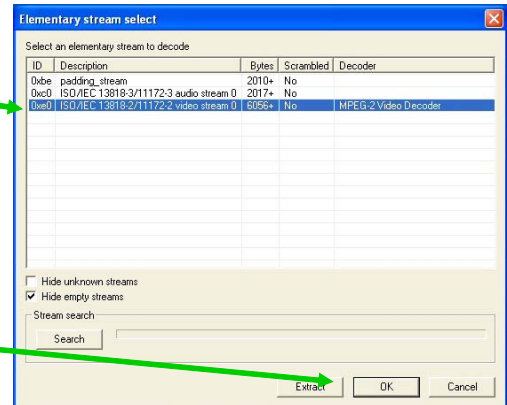 Elementary stream select
Select an elementary stream to decode
ID Description Bytes Scrambled Decoder
0xbe padding_stream 2010+ No
0xc0 ISO/IEC 13818-3/11172-3 audio stream 0 2017+ No
0xe0 ISO/IEC 13818-2/11172-2 video stream 0 6056+ No MPEG-2 Video Decoder
Hide unknown streams
Hide empty streams
Stream search
Search
Extract OK Cancel